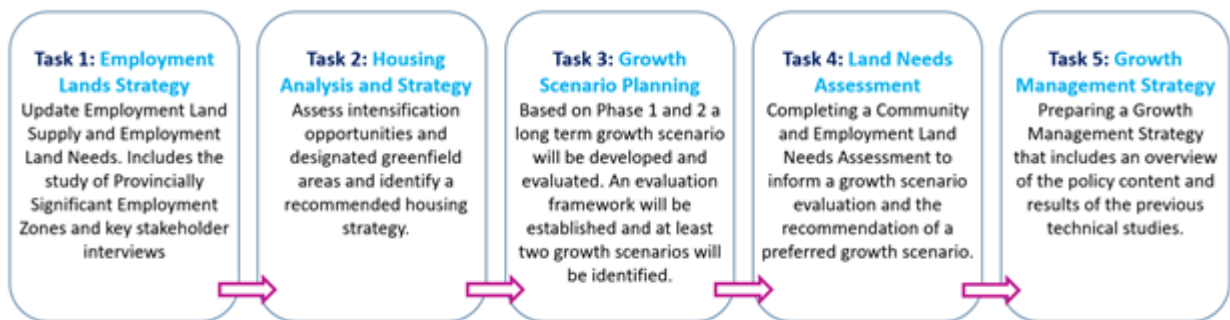 Task 1: Employment
Lands Strategy
Update Employment Land
Supply and Employment
Land Needs. Includes the
study of Provincially
Significant Employment
Zones and key stakeholder
interviews
Task 2: Housing
Analysis and Strategy
Assess intensification
opportunities and
designated greenfield
areas and identify a
recommended housing
strategy.
Task 3: Growth
Scenario Planning
Based on Phase 1 and 2 a
long term growth scenario
will be developed and
evaluated. An evaluation
framework will be
established and at least
two growth scenarios will
be identified.
Task 4: Land Needs
Assessment
Completing a Community
and Employment Land
Needs Assessment to
inform a growth scenario
evaluation and the
recommendation of a
preferred growth scenario.
Task 5: Growth
Management Strategy
Preparing a Growth
Management Strategy
that includes an overview
of the policy content and
results of the previous
technical studies.